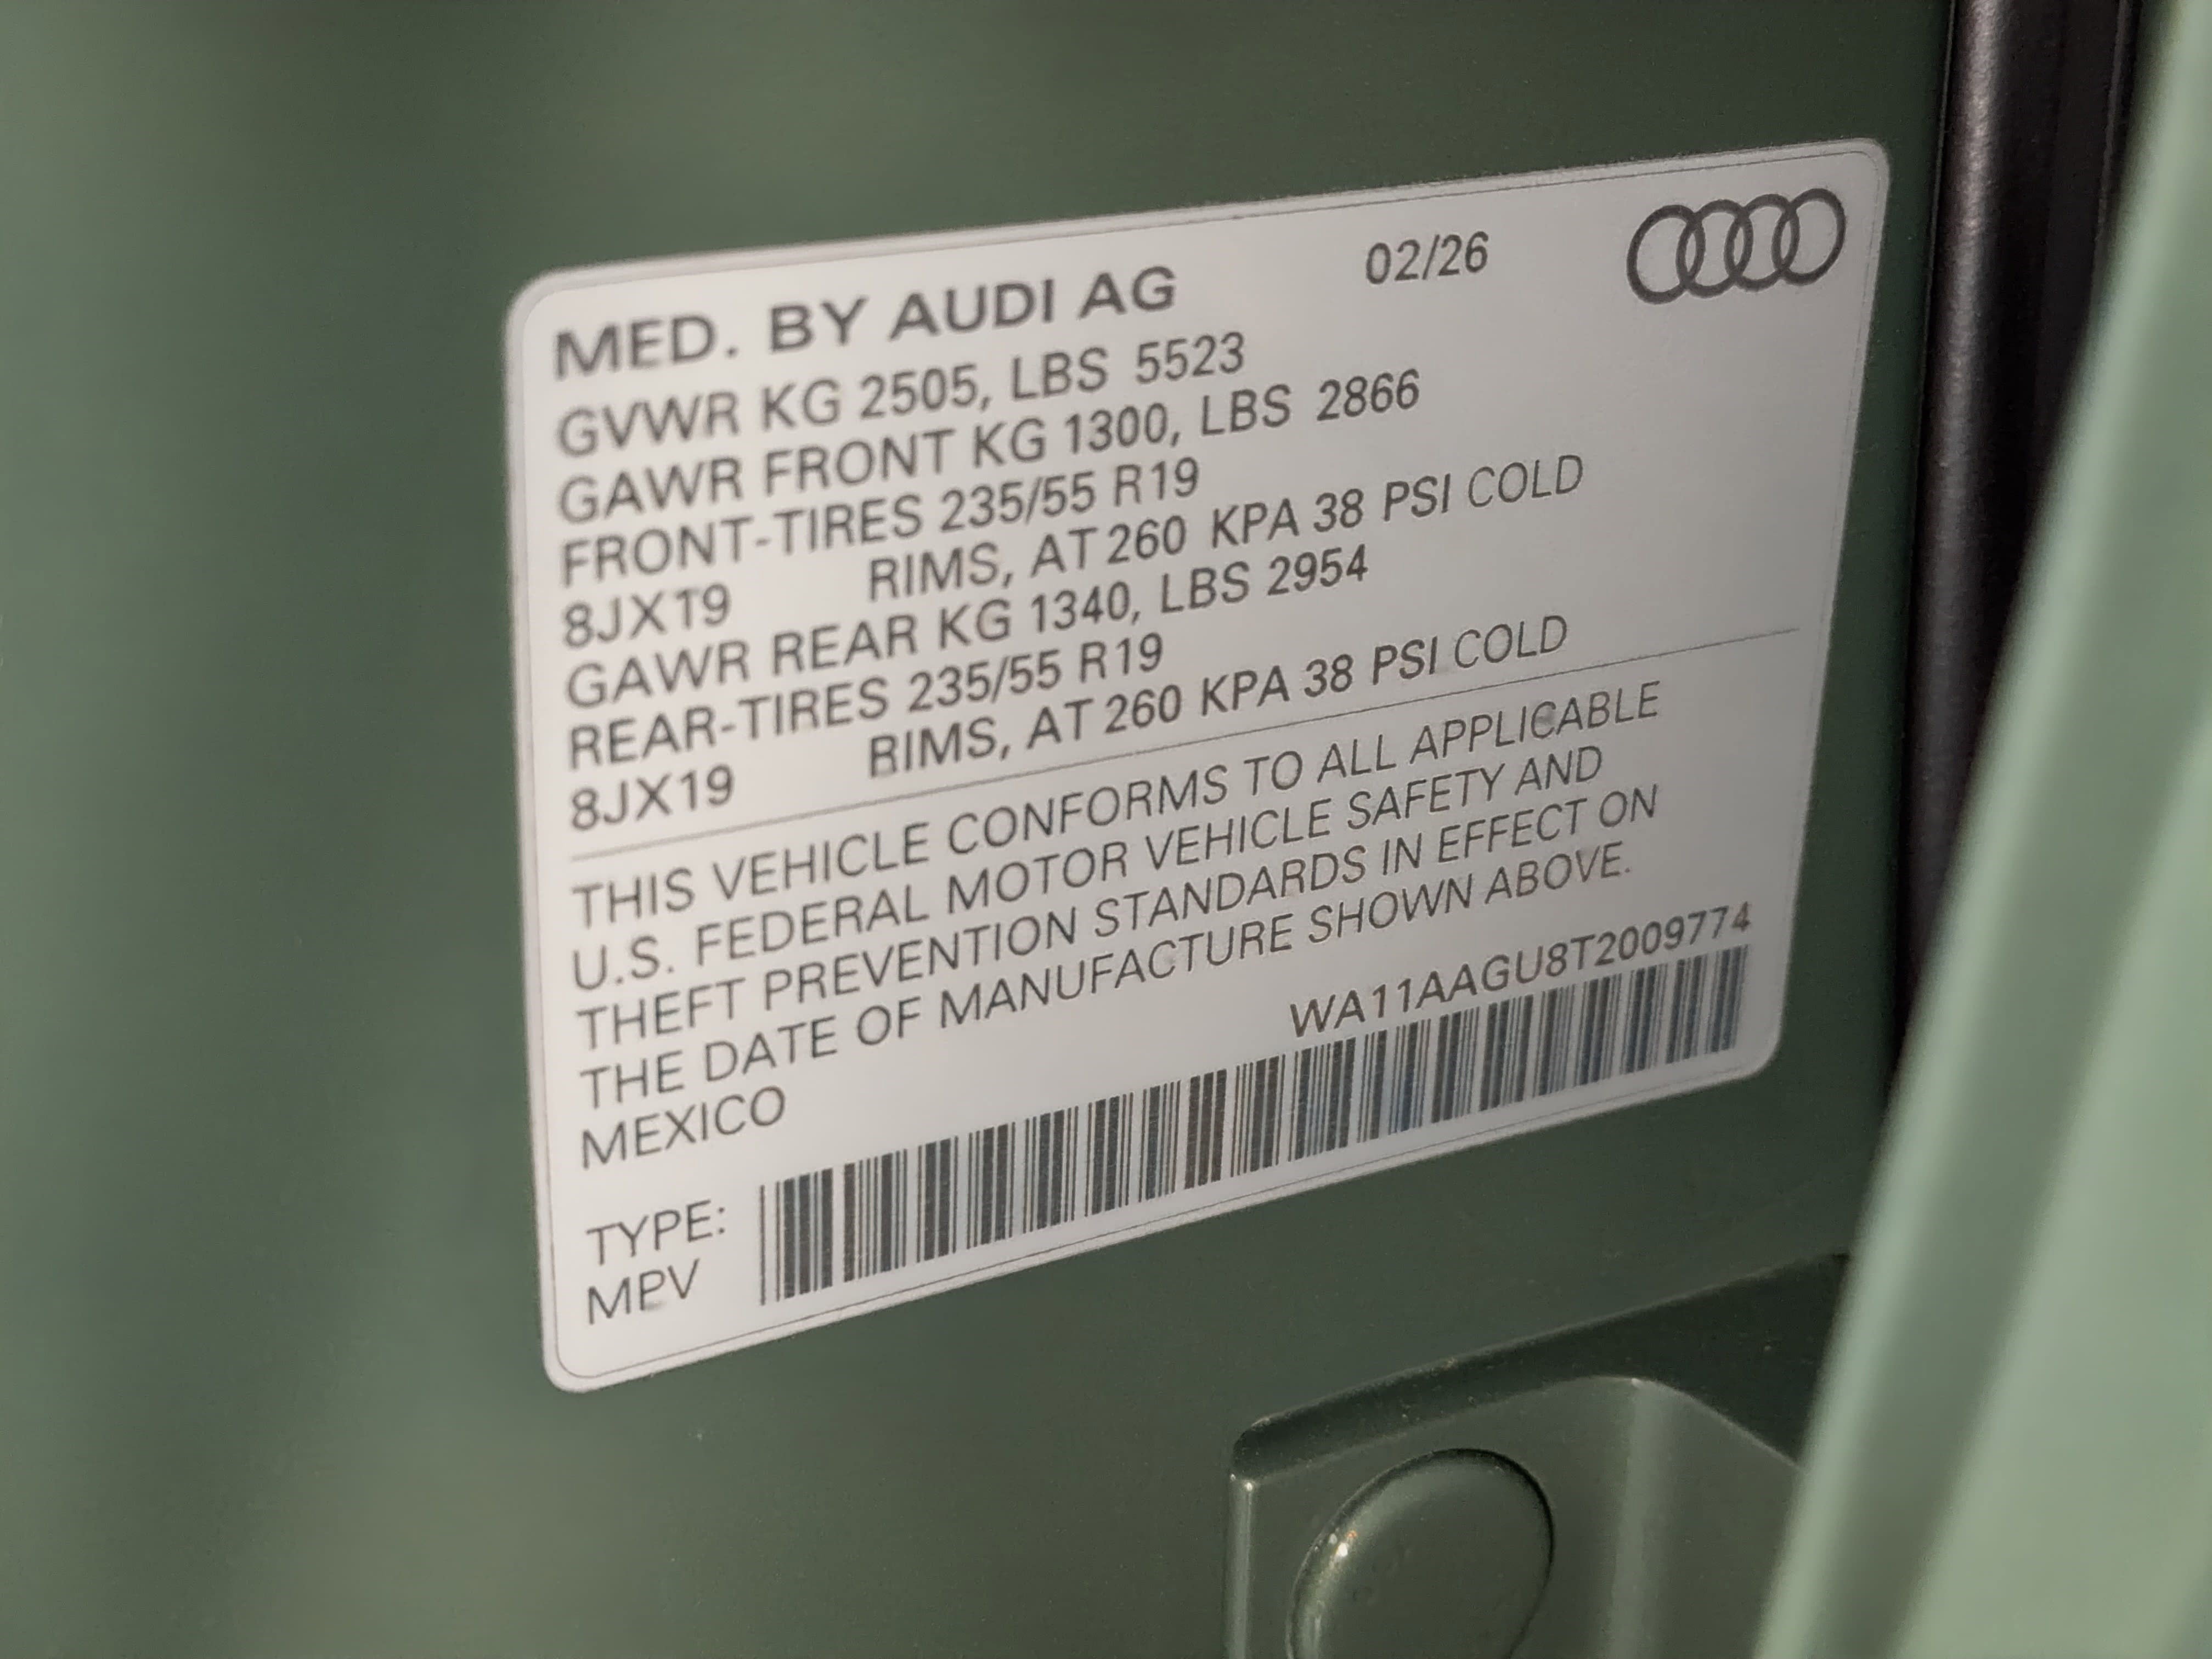 MED. BY AUDI AG 02/26
GVWR KG 2505, LBS 5523
GAWR FRONT KG 1300, LBS 2866
FRONT-TIRES 235/55 R19
8JX19 RIMS, AT 260 KPA 38 PSI COLD
GAWR REAR KG 1340, LBS 2954
REAR-TIRES 235/55 R19
8JX19 RIMS, AT 260 KPA 38 PSI COLD
THIS VEHICLE CONFORMS TO ALL APPLICABLE
U.S. FEDERAL MOTOR VEHICLE SAFETY AND
THEFT PREVENTION STANDARDS IN EFFECT ON
THE DATE OF MANUFACTURE SHOWN ABOVE.
MEXICO WA11AAGU8T2009774
TYPE:
MPV